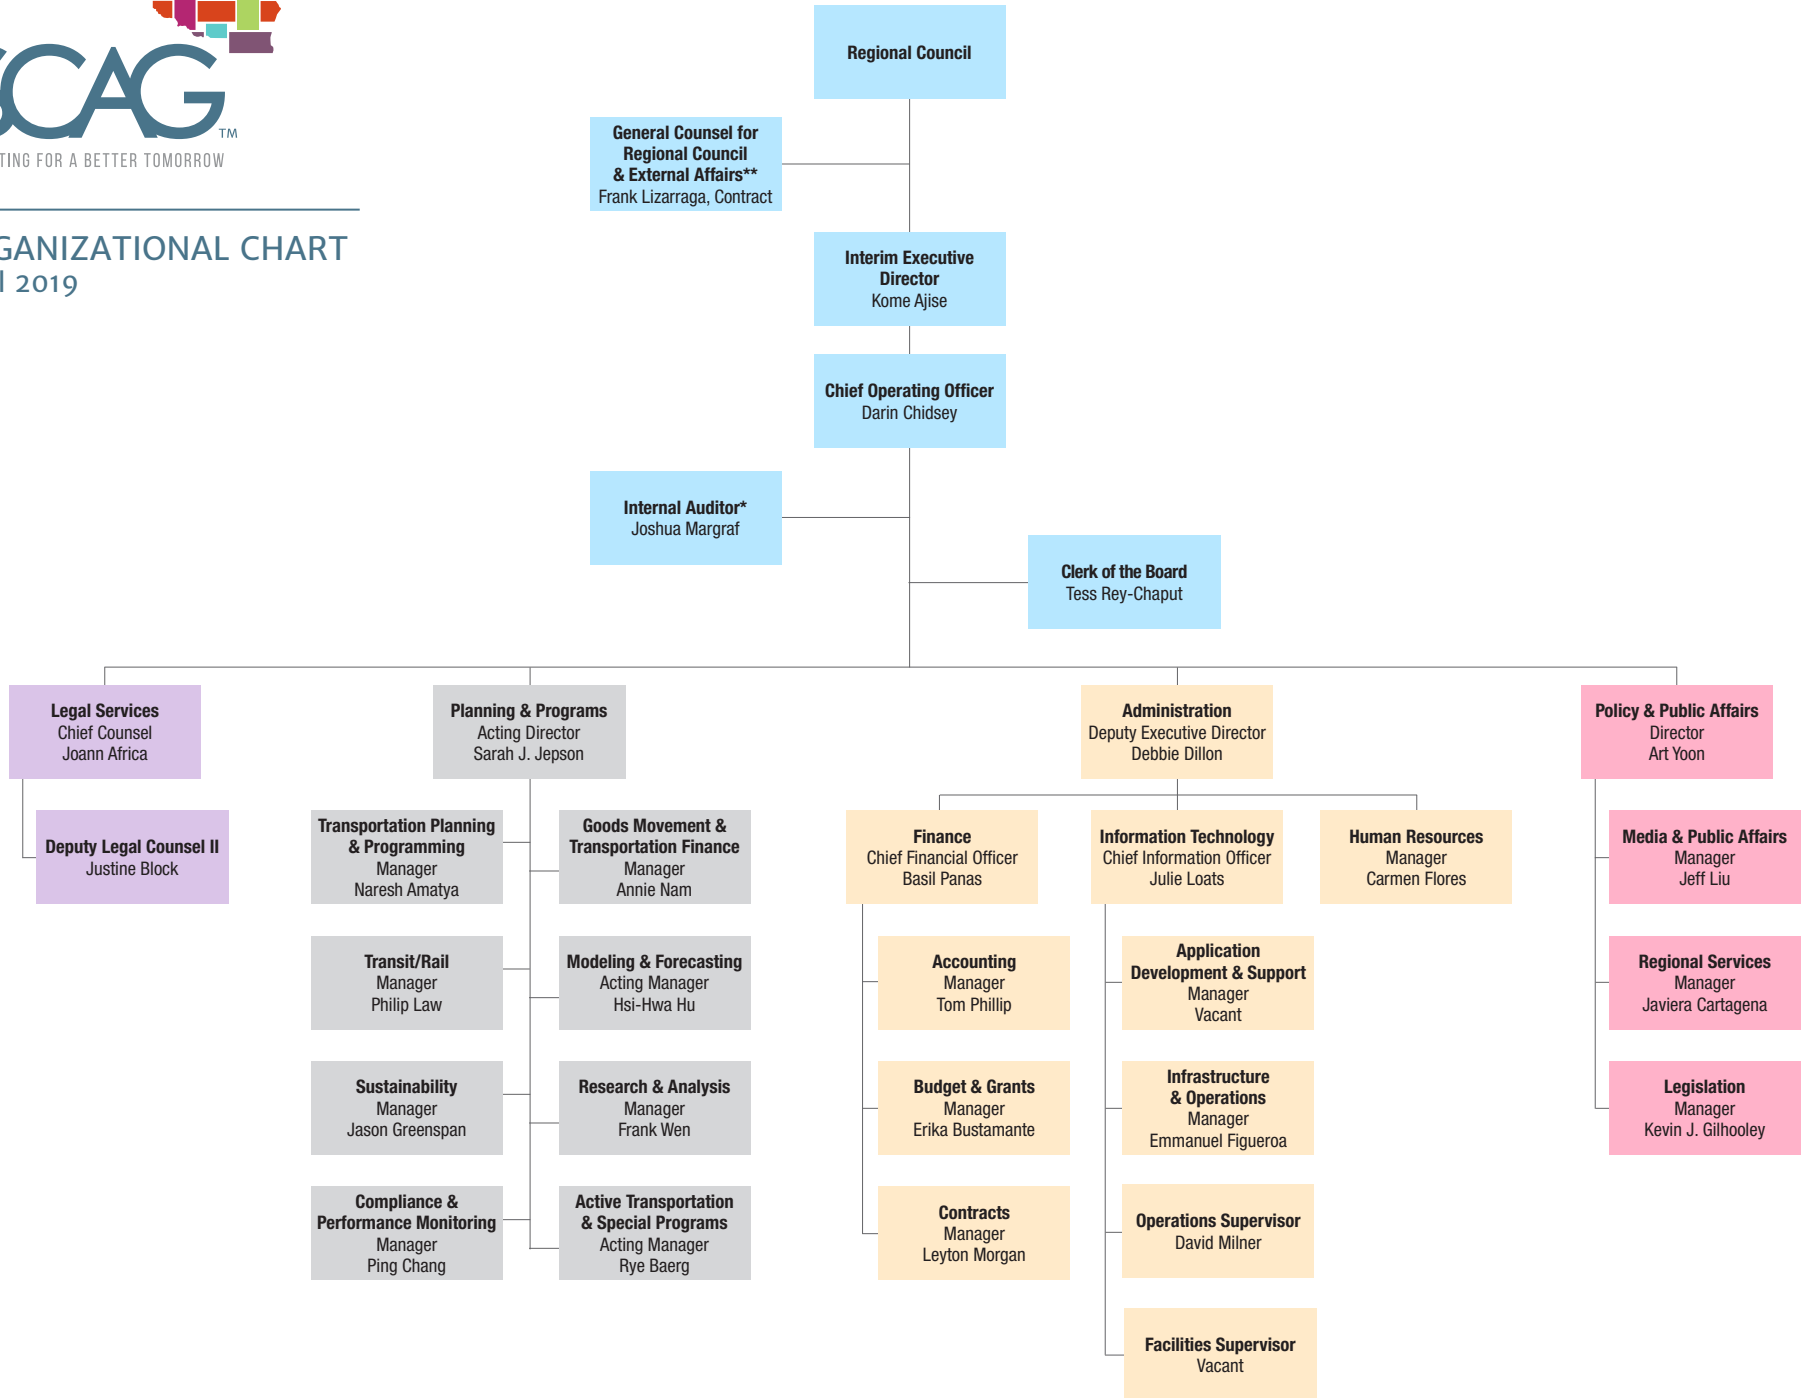 SCAG
TM
TING FOR A BETTER TOMORROW
GANIZATIONAL CHART
l 2019
Regional Council
General Counsel for
Regional Council
& External Affairs**
Frank Lizarraga, Contract
Interim Executive
Director
Kome Ajise
Chief Operating Officer
Darin Chidsey
Internal Auditor*
Joshua Margraf
Clerk of the Board
Tess Rey-Chaput
Legal Services
Chief Counsel
Joann Africa
Deputy Legal Counsel II
Justine Block
Planning & Programs
Acting Director
Sarah J. Jepson
Transportation Planning
& Programming
Manager
Naresh Amatya
Goods Movement &
Transportation Finance
Manager
Annie Nam
Transit/Rail
Manager
Philip Law
Modeling & Forecasting
Acting Manager
Hsi-Hwa Hu
Sustainability
Manager
Jason Greenspan
Research & Analysis
Manager
Frank Wen
Compliance &
Performance Monitoring
Manager
Ping Chang
Active Transportation
& Special Programs
Acting Manager
Rye Baerg
Administration
Deputy Executive Director
Debbie Dillon
Finance
Chief Financial Officer
Basil Panas
Accounting
Manager
Tom Phillip
Budget & Grants
Manager
Erika Bustamante
Contracts
Manager
Leyton Morgan
Information Technology
Chief Information Officer
Julie Loats
Application
Development & Support
Manager
Vacant
Infrastructure
& Operations
Manager
Emmanuel Figueroa
Operations Supervisor
David Milner
Facilities Supervisor
Vacant
Human Resources
Manager
Carmen Flores
Policy & Public Affairs
Director
Art Yoon
Media & Public Affairs
Manager
Jeff Liu
Regional Services
Manager
Javiera Cartagena
Legislation
Manager
Kevin J. Gilhooley